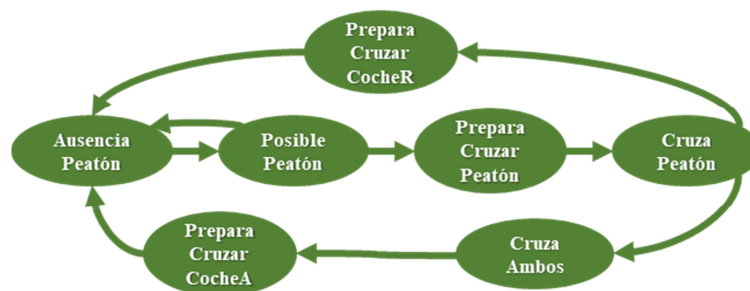 Prepara
Cruzar
CocheR
Ausencia
Peatón
Posible
Peatón
Prepara
Cruzar
Peatón
Cruza
Peatón
Prepara
Cruzar
CocheA
Cruza
Ambos